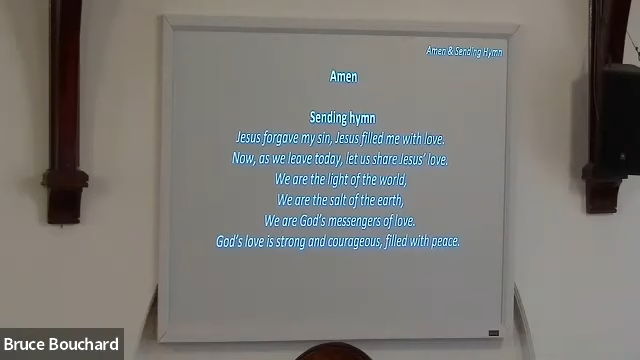 Amen & Sending Hymn
Amen
Sending hymn
Jesus forgave my sin, Jesus filled me with love.
Now, as we leave today, let us share Jesus' love.
We are the light of the world,
We are the salt of the earth,
We are God's messengers of love.
God's love is strong and courageous, filled with peace.
Bruce Bouchard